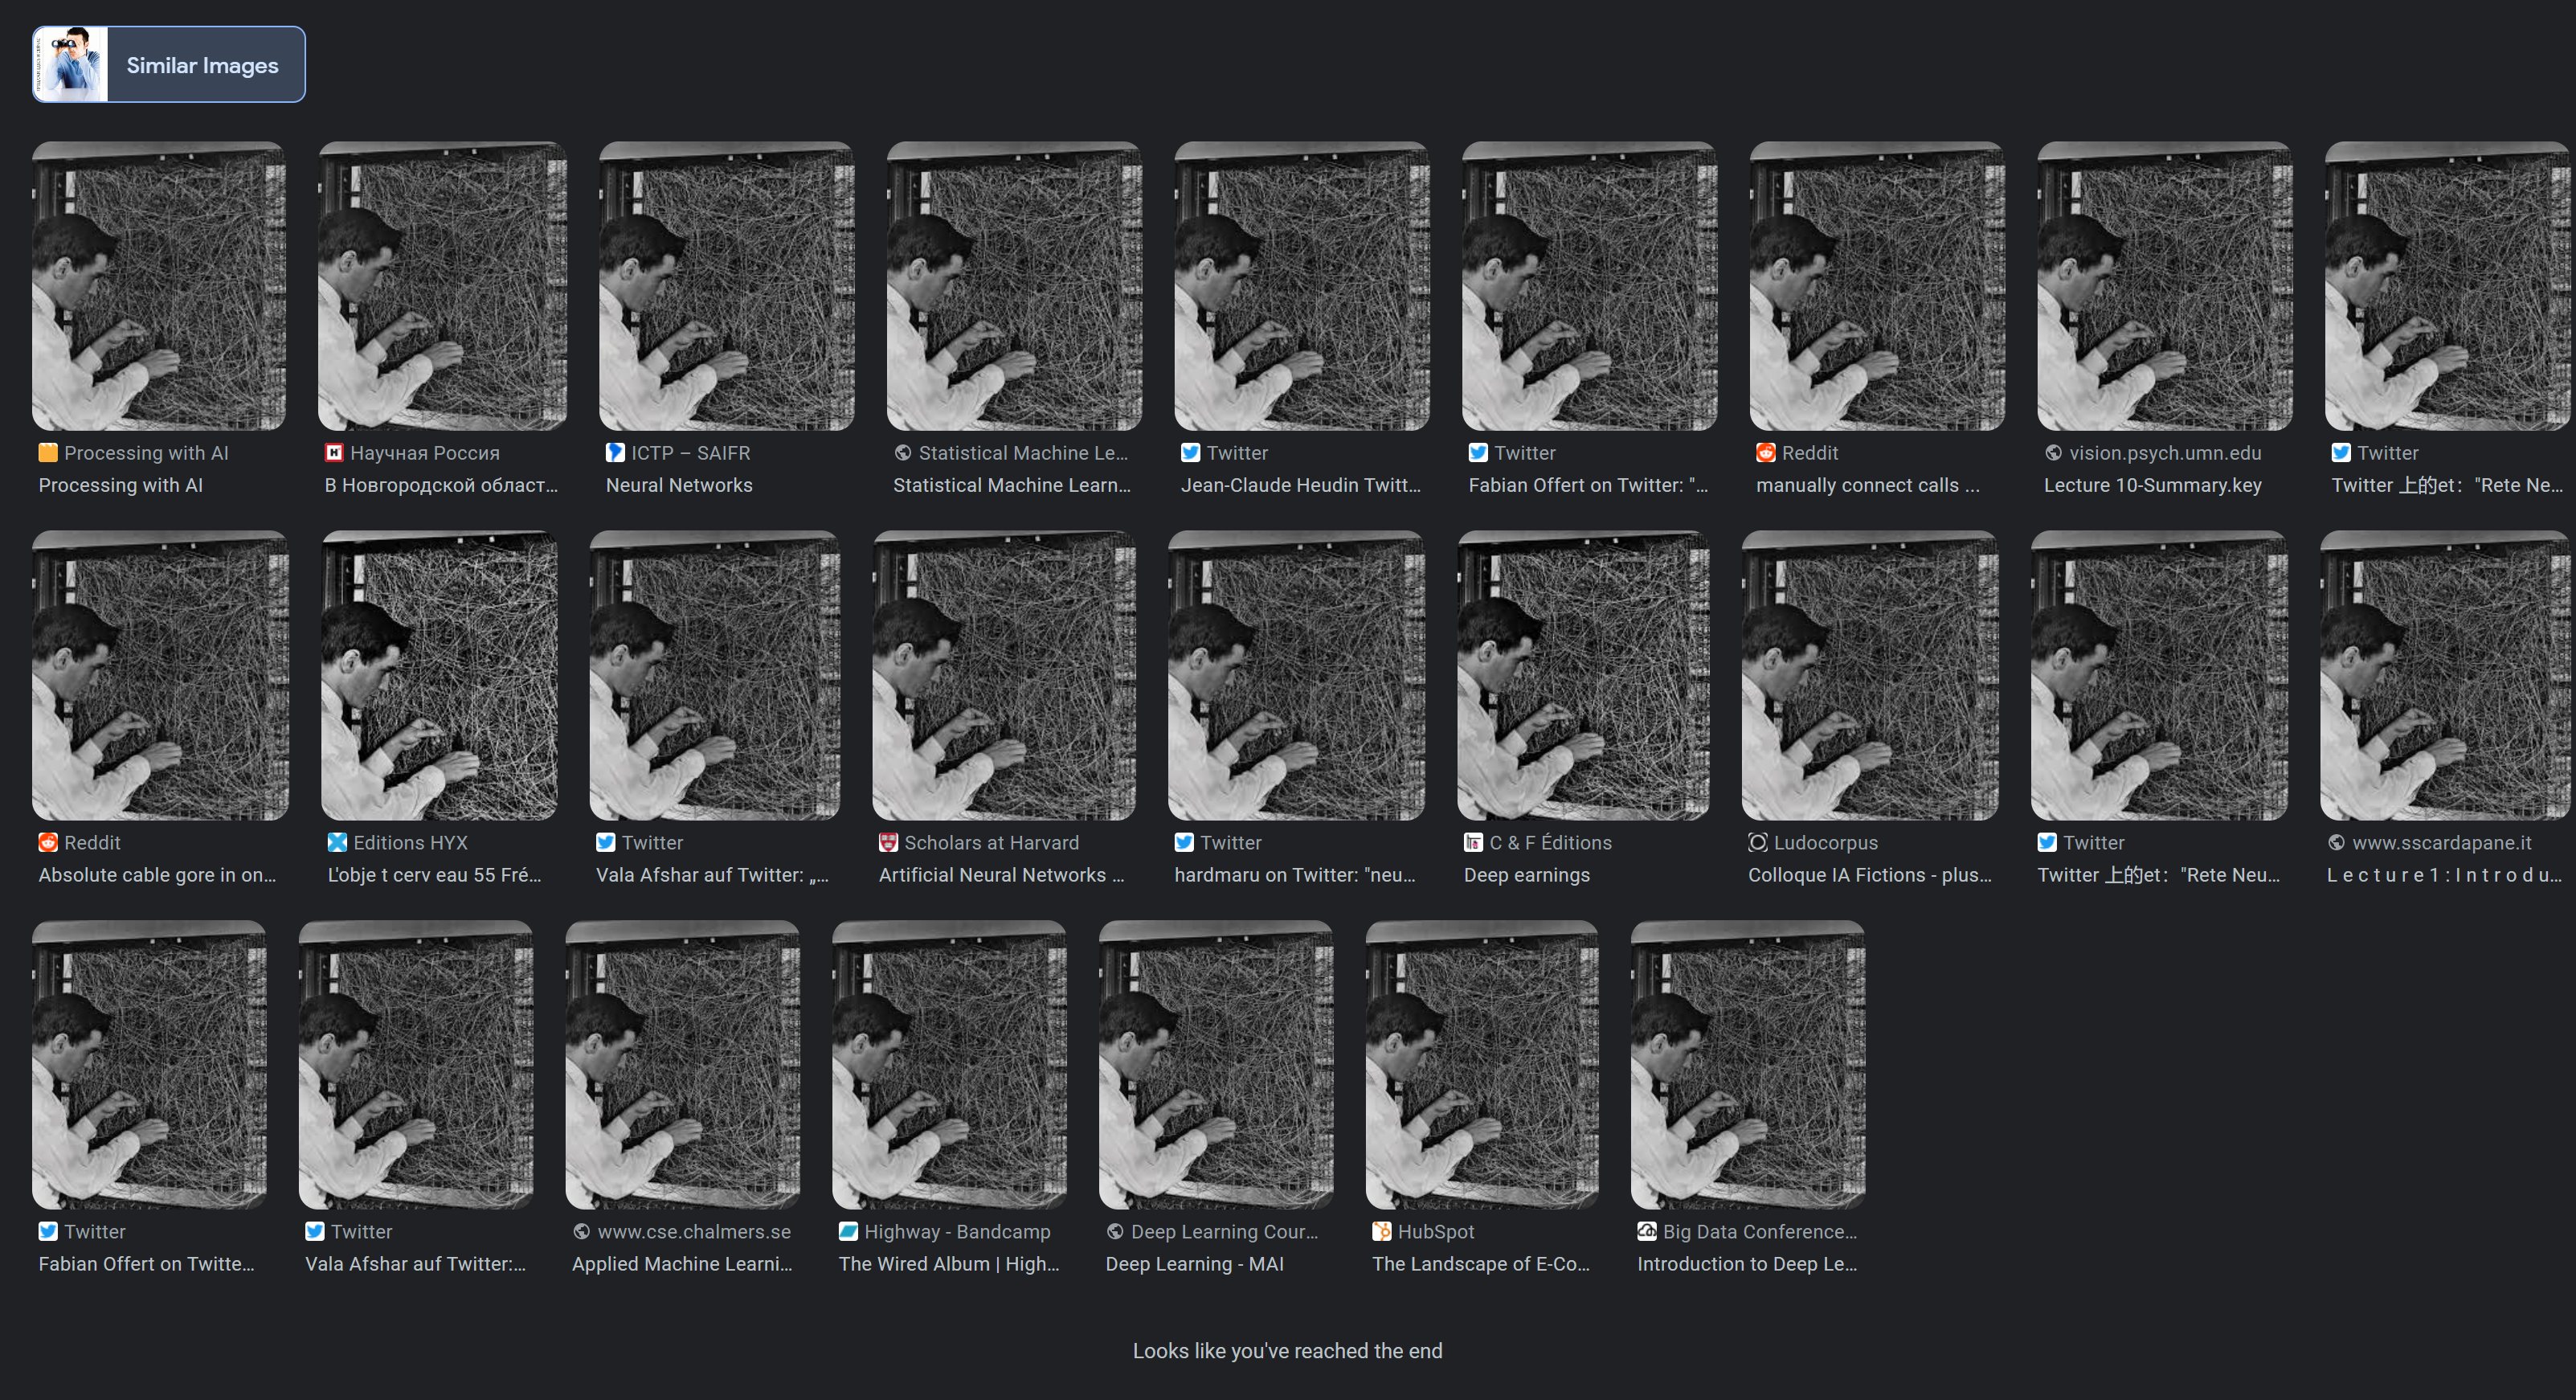 Similar Images
Processing with AI
Processing with AI
Научная Россия
В Новгородской област...
ICTP – SAIFR
Neural Networks
Statistical Machine Le...
Statistical Machine Learn...
Twitter
Jean-Claude Heudin Twitt...
Twitter
Fabian Offert on Twitter: "...
Reddit
manually connect calls ...
vision.psych.umn.edu
Lecture 10-Summary.key
Twitter
Twitter 上的et： "Rete Ne...
Reddit
Absolute cable gore in on...
Editions HYX
L'obje t cerv eau 55 Fré...
Twitter
Vala Afshar auf Twitter: „...
Scholars at Harvard
Artificial Neural Networks ...
Twitter
hardmaru on Twitter: "neu...
C & F Éditions
Deep earnings
Ludocorpus
Colloque IA Fictions - plus...
Twitter
Twitter 上的et： "Rete Neu...
www.sscardapane.it
L e c t u r e 1 : I n t r o d u...
Twitter
Fabian Offert on Twitte...
Twitter
Vala Afshar auf Twitter:...
www.cse.chalmers.se
Applied Machine Learni...
Highway - Bandcamp
The Wired Album | High...
Deep Learning Cour...
Deep Learning - MAI
HubSpot
The Landscape of E-Co...
Big Data Conference...
Introduction to Deep Le...
Looks like you've reached the end